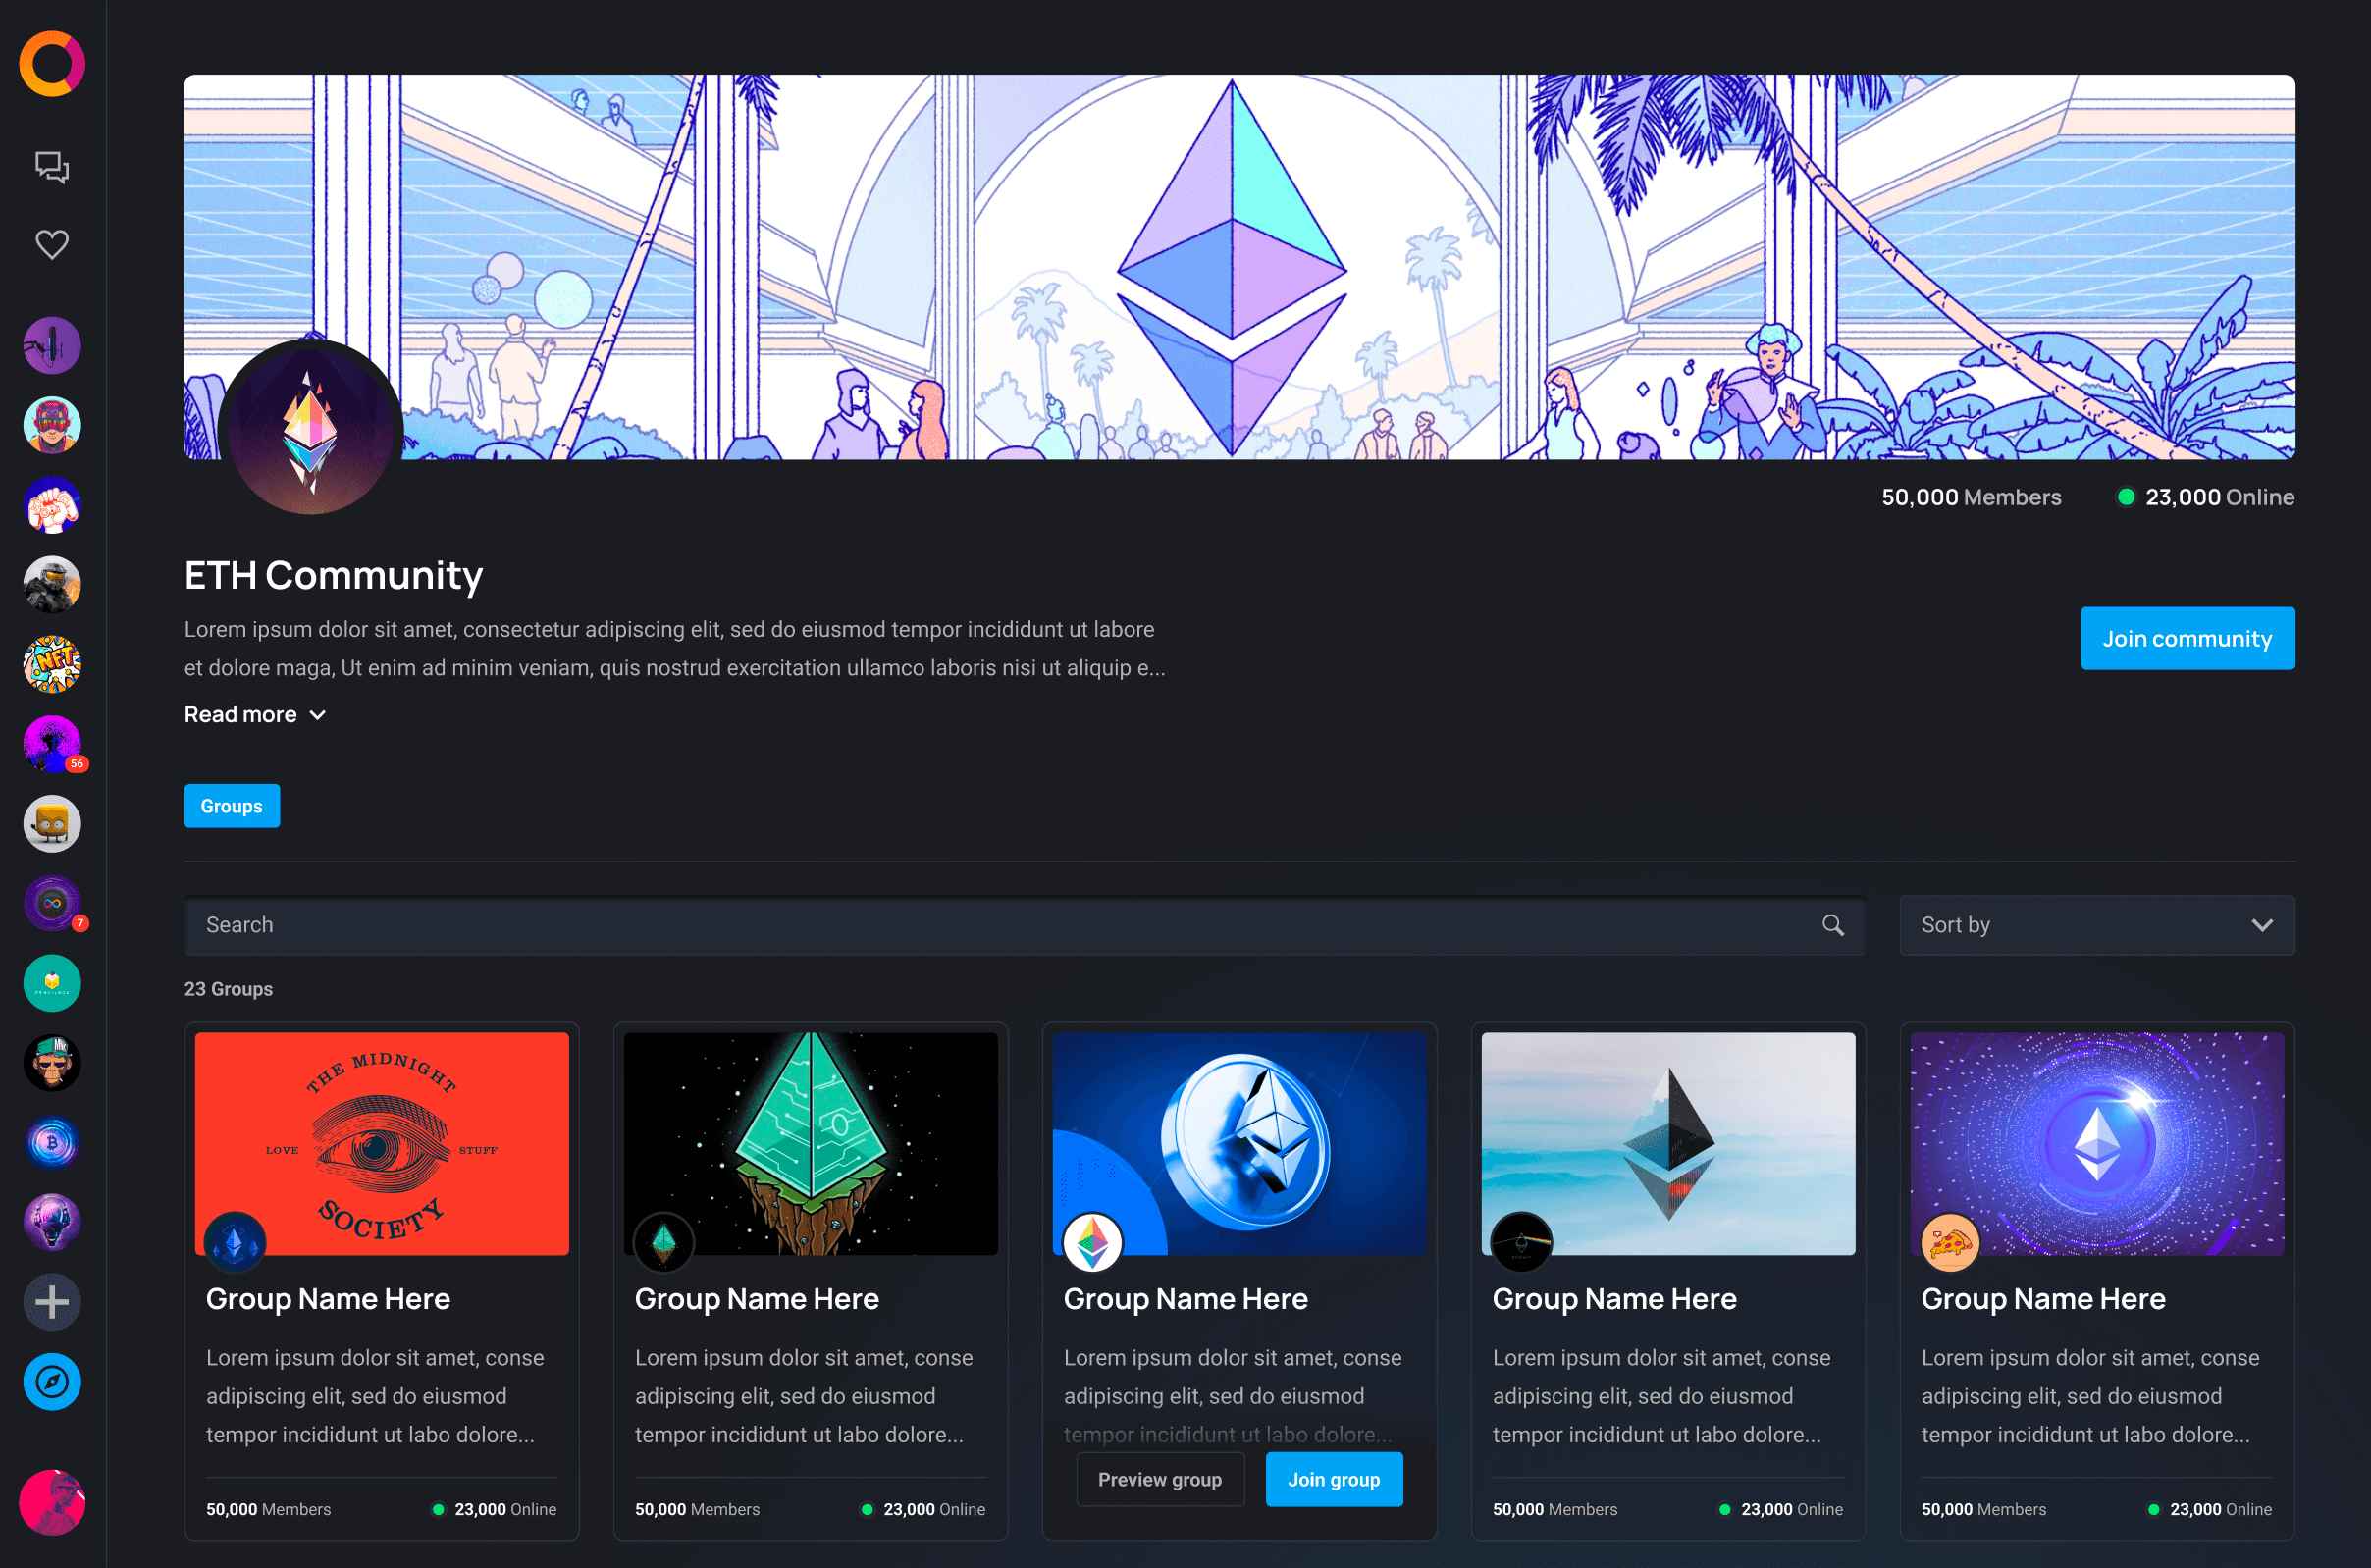 50,000 Members
23,000 Online
ETH Community
Lorem ipsum dolor sit amet, consectetur adipiscing elit, sed do eiusmod tempor incididunt ut labore
et dolore maga, Ut enim ad minim veniam, quis nostrud exercitation ullamco laboris nisi ut aliquip e...
Join community
Read more
NFT
56
Groups
7
Search
Sort by
23 Groups
THE MIDNIGHT
LOVE
STUFF
SOCIETY
Group Name Here
Lorem ipsum dolor sit amet, conse
adipiscing elit, sed do eiusmod
tempor incididunt ut labo dolore...
50,000 Members
23,000 Online
Group Name Here
Lorem ipsum dolor sit amet, conse
adipiscing elit, sed do eiusmod
tempor incididunt ut labo dolore...
50,000 Members
23,000 Online
Group Name Here
Lorem ipsum dolor sit amet, conse
adipiscing elit, sed do eiusmod
tempor incididunt ut labo dolore...
Preview group
Join group
Group Name Here
Lorem ipsum dolor sit amet, conse
adipiscing elit, sed do eiusmod
tempor incididunt ut labo dolore...
50,000 Members
23,000 Online
Group Name Here
Lorem ipsum dolor sit amet, conse
adipiscing elit, sed do eiusmod
tempor incididunt ut labo dolore...
50,000 Members
23,000 Online